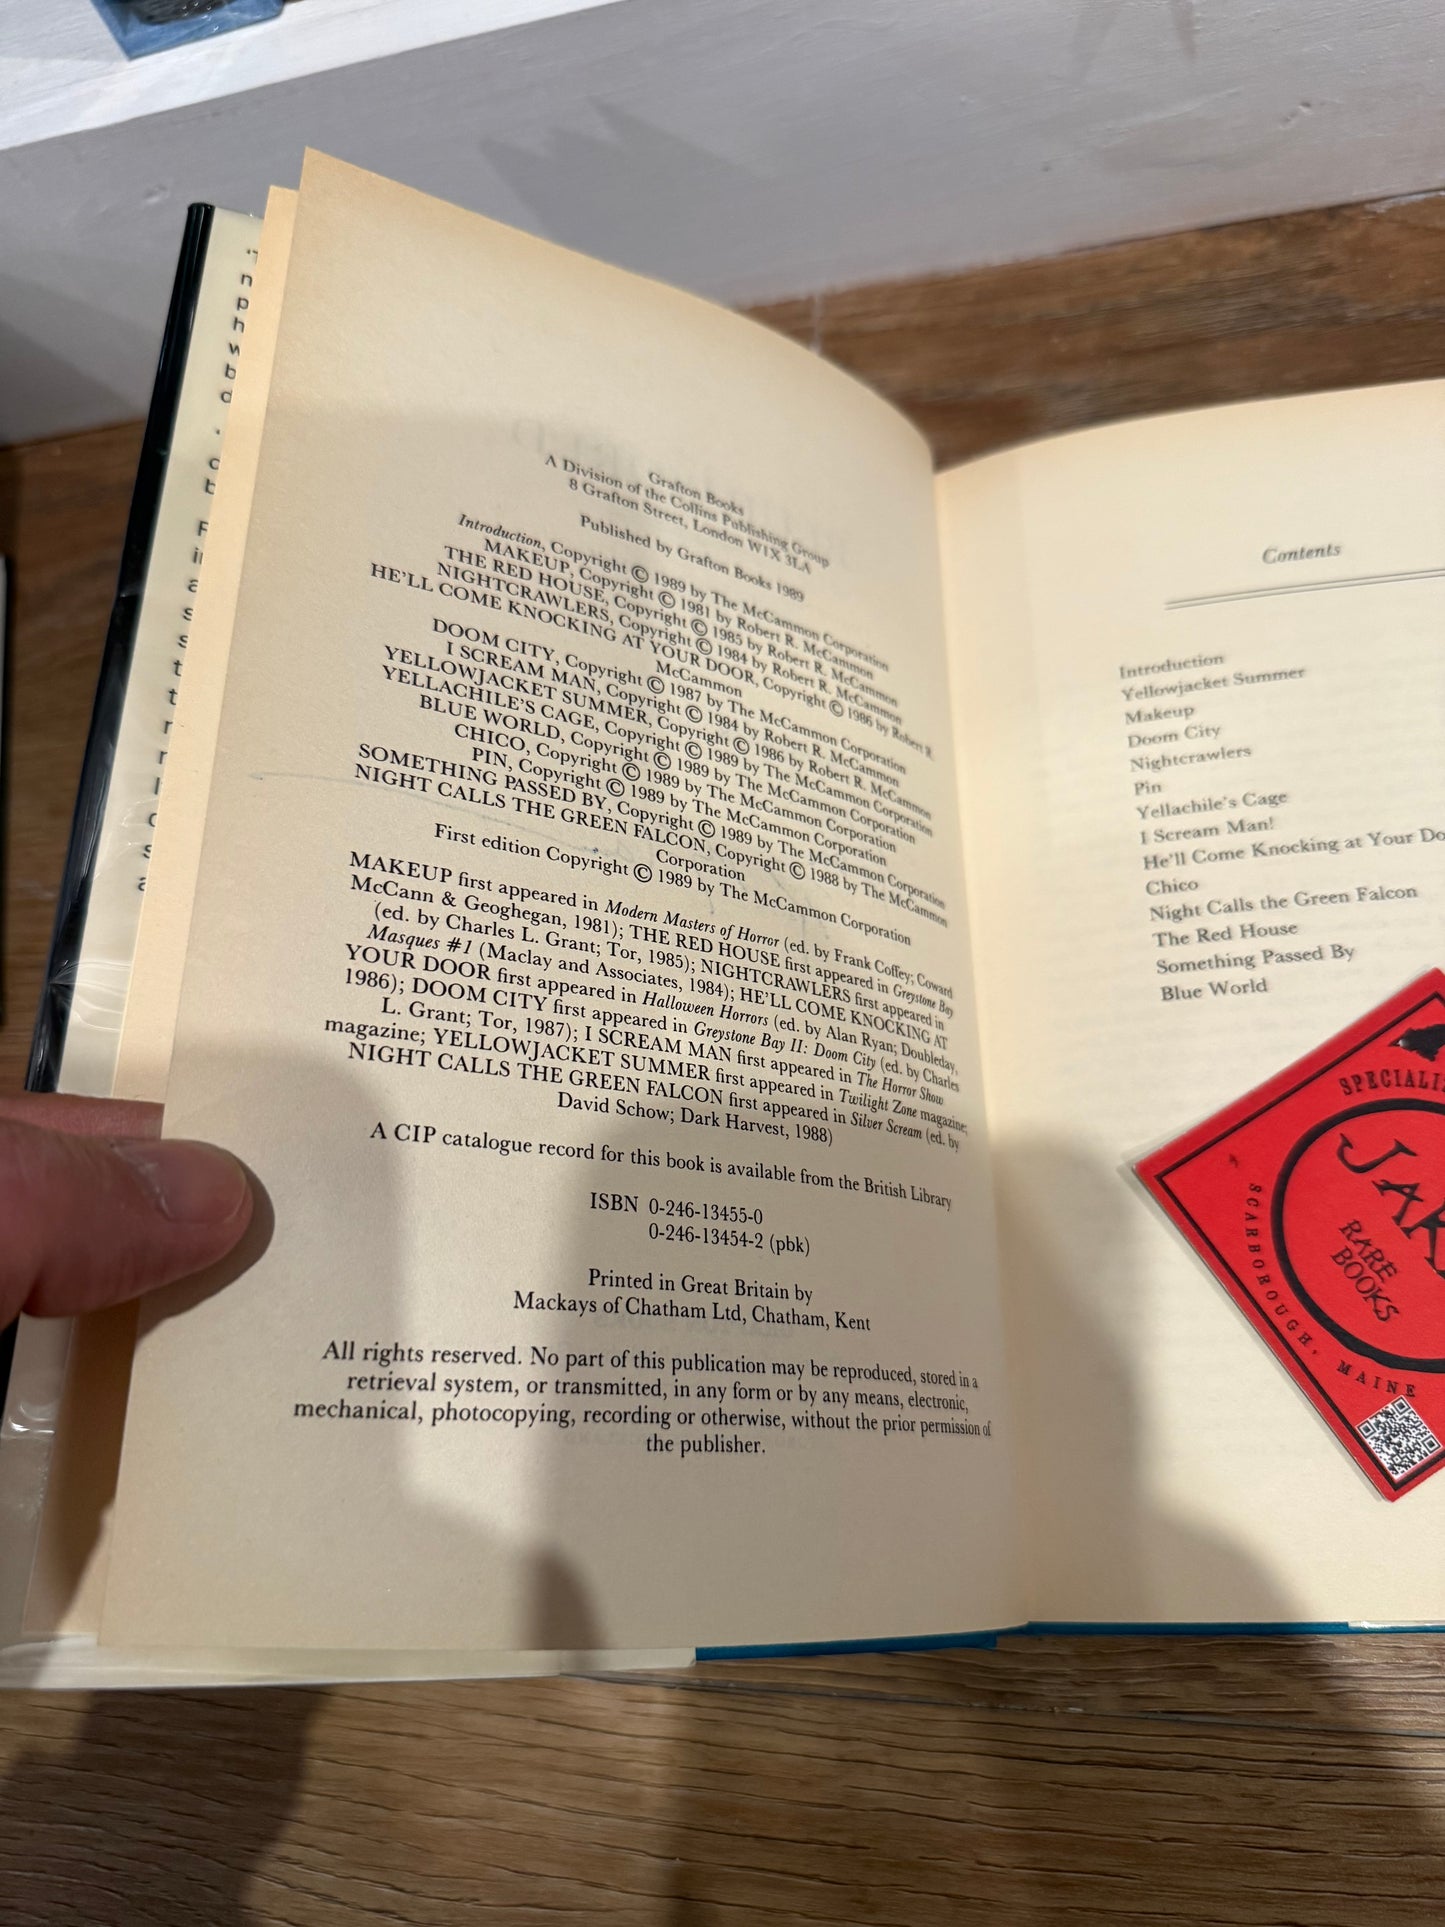 Grafton Books
A Division of the Collins Publishing Group
8 Grafton Street, London W1X 3LA
Published by Grafton Books 1989
Introduction, Copyright © 1989 by The McCammon Corporation
MAKEUP, Copyright © 1981 by Robert R. McCammon
THE RED HOUSE, Copyright © 1985 by Robert R. McCammon
NIGHTCRAWLERS, Copyright © 1984 by Robert R. McCammon
HE'LL COME KNOCKING AT YOUR DOOR, Copyright © 1986 by Robert R.
McCammon
DOOM CITY, Copyright © 1987 by The McCammon Corporation
I SCREAM MAN, Copyright © 1984 by Robert R. McCammon
YELLOWJACKET SUMMER, Copyright © 1986 by Robert R. McCammon
YELLACHILE'S CAGE, Copyright © 1989 by The McCammon Corporation
BLUE WORLD, Copyright © 1989 by The McCammon Corporation
CHICO, Copyright © 1989 by The McCammon Corporation
PIN, Copyright © 1989 by The McCammon Corporation
SOMETHING PASSED BY, Copyright © 1989 by The McCammon Corporation
NIGHT CALLS THE GREEN FALCON, Copyright © 1988 by The McCammon
Corporation
First edition Copyright © 1989 by The McCammon Corporation
MAKEUP first appeared in Modern Masters of Horror (ed. by Frank Coffey; Coward
McCann & Geoghegan, 1981); THE RED HOUSE first appeared in Greystone Bay
(ed. by Charles L. Grant; Tor, 1985); NIGHTCRAWLERS first appeared in
Masques #1 (Maclay and Associates, 1984); HE'LL COME KNOCKING AT
YOUR DOOR first appeared in Halloween Horrors (ed. by Alan Ryan; Doubleday,
1986); DOOM CITY first appeared in Greystone Bay II: Doom City (ed. by Charles
L. Grant; Tor, 1987); I SCREAM MAN first appeared in The Horror Show
magazine; YELLOWJACKET SUMMER first appeared in Twilight Zone magazine;
NIGHT CALLS THE GREEN FALCON first appeared in Silver Scream (ed. by
David Schow; Dark Harvest, 1988)
A CIP catalogue record for this book is available from the British Library
ISBN 0-246-13455-0
0-246-13454-2 (pbk)
Printed in Great Britain by
Mackays of Chatham Ltd, Chatham, Kent
All rights reserved. No part of this publication may be reproduced, stored in a
retrieval system, or transmitted, in any form or by any means, electronic,
mechanical, photocopying, recording or otherwise, without the prior permission of
the publisher.
Contents
Introduction
Yellowjacket Summer
Makeup
Doom City
Nightcrawlers
Pin
Yellachile's Cage
I Scream Man!
He'll Come Knocking at Your Do
Chico
Night Calls the Green Falcon
The Red House
Something Passed By
Blue World
SPECIALI
JAK
RARE
BOOKS
SCARBOROUGH, MAINE